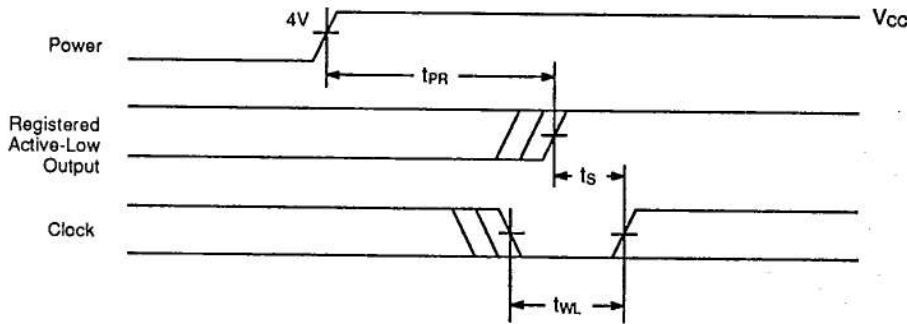 4V
VCC
Power
tPR
Registered
Active-Low
Output
tS
Clock
tWL